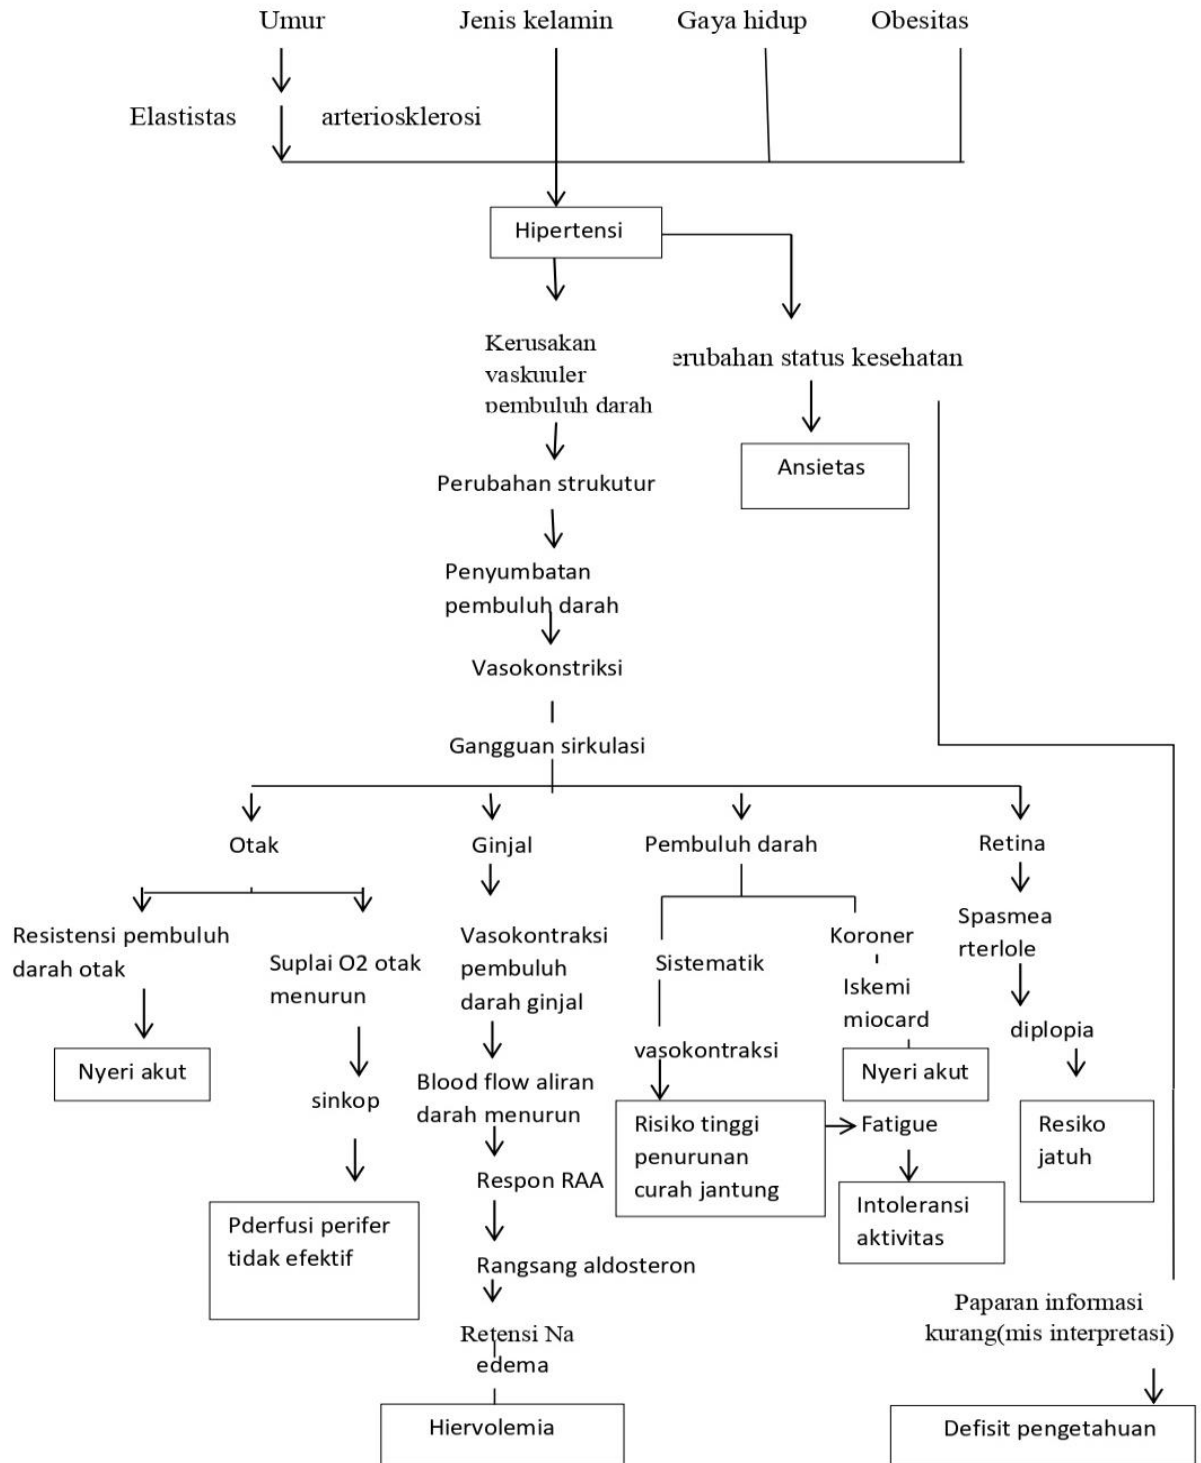 Umur
Jenis kelamin
Gaya hidup
Obesitas
Elastistas
arteriosklerosi
Hipertensi
Kerusakan
vaskuuler
pembuluh darah
erubahan status kesehatan
Ansietas
Perubahan strukutur
Penyumbatan
pembuluh darah
Vasokonstriksi
Gangguan sirkulasi
Otak
Ginjal
Pembuluh darah
Retina
Resistensi pembuluh
darah otak
Suplai O2 otak
menurun
Vasokontraksi
pembuluh
darah ginjal
Sistematik
Koroner
Spasmea
rterlole
Iskemi
miocard
diplopia
vasokontraksi
Nyeri akut
Nyeri akut
sinkop
Blood flow aliran
darah menurun
Risiko tinggi
penurunan
curah jantung
Fatigue
Resiko
jatuh
Respon RAA
Intoleransi
aktivitas
Pderfusi perifer
tidak efektif
Rangsang aldosteron
Retensi Na
edema
Paparan informasi
kurang(mis interpretasi)
Hiervolemia
Defisit pengetahuan